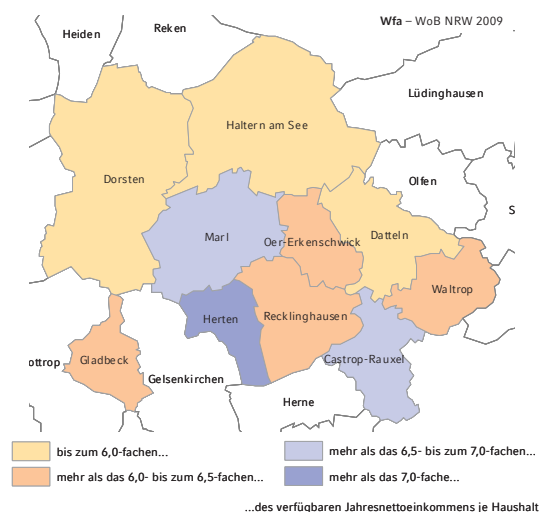 Wfa – WoB NRW 2009
Heiden
Reken
Lüdinghausen
Haltern am See
Dorsten
Olfen
S
Marl
Oer-Erkenschwick
Datteln
Waltrop
Herten
Recklinghausen
ottrop
Gladbeck
Castrop-Rauxel
Gelsenkirchen
Herne
bis zum 6,0-fachen...
mehr als das 6,5- bis zum 7,0-fachen...
mehr als das 6,0- bis zum 6,5-fachen...
mehr als das 7,0-fache...
...des verfügbaren Jahresnettoeinkommens je Haushalt